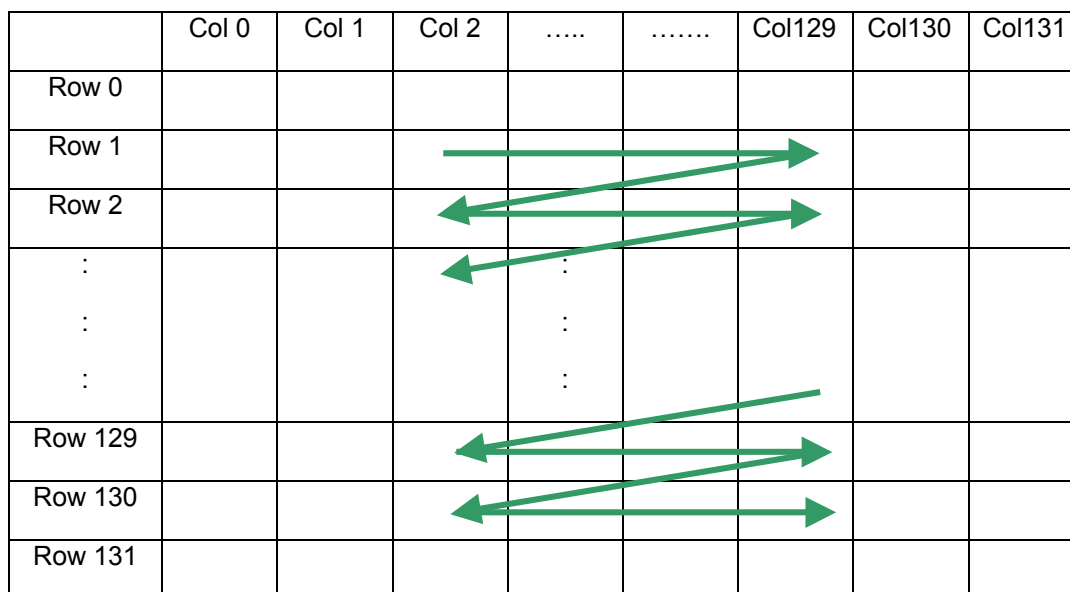 Col 0 Col 1 Col 2 ….. ……. Col129 Col130 Col131
Row 0
Row 1
Row 2
: :
: :
: :
Row 129
Row 130
Row 131